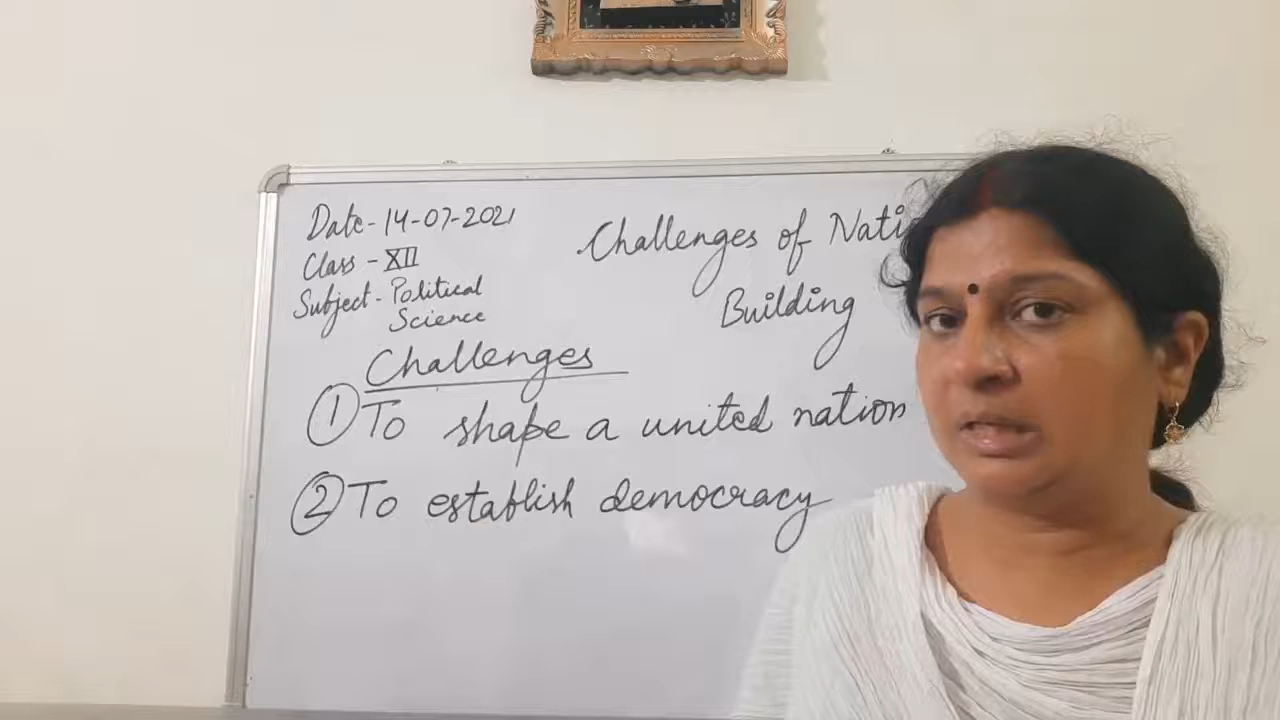 Date-14-07-2021
Class-XII
Subject-Political
Science
Challenges of Nati
Building
Challenges
① To shape a united nation
② To establish democracy